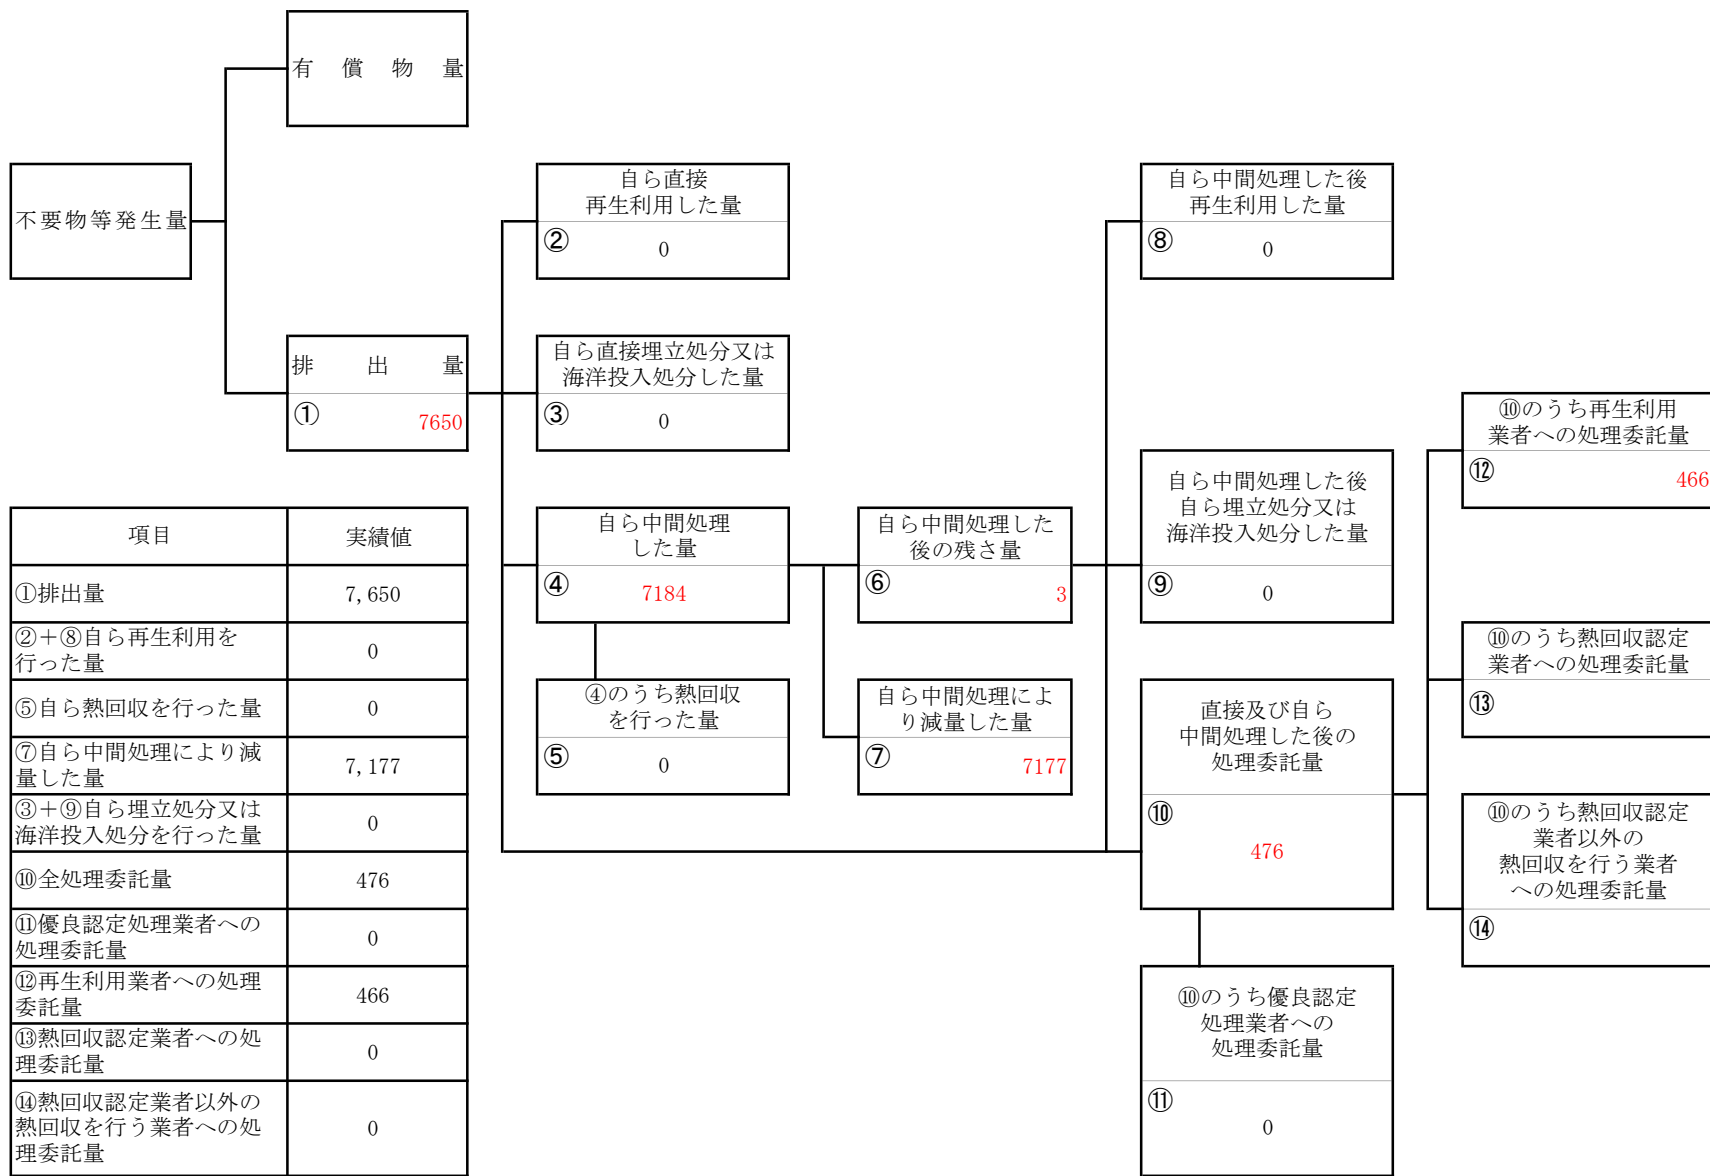 有償物量
不要物等発生量
排出量
①
7650
自ら直接
再生利用した量
②
0
自ら直接埋立処分又は
海洋投入処分した量
③
0
自ら中間処理
した量
④
7184
④のうち熱回収
を行った量
⑤
0
自ら中間処理した
後の残さ量
⑥
3
自ら中間処理によ
り減量した量
⑦
7177
自ら中間処理した後
再生利用した量
⑧
0
自ら中間処理した後
自ら埋立処分又は
海洋投入処分した量
⑨
0
直接及び自ら
中間処理した後の
処理委託量
⑩
476
⑩のうち優良認定
処理業者への
処理委託量
⑪
0
⑩のうち再生利用
業者への処理委託量
⑫
466
⑩のうち熱回収認定
業者への処理委託量
⑬
⑩のうち熱回収認定
業者以外の
熱回収を行う業者
への処理委託量
⑭
項目 実績値
①排出量 7,650
②+⑧自ら再生利用を
行った量 0
⑤自ら熱回収を行った量 0
⑦自ら中間処理により減
量した量 7,177
③+⑨自ら埋立処分又は
海洋投入処分を行った量 0
⑩全処理委託量 476
⑪優良認定処理業者への
処理委託量 0
⑫再生利用業者への処理
委託量 466
⑬熱回収認定業者への処
理委託量 0
⑭熱回収認定業者以外の
熱回収を行う業者への処
理委託量 0